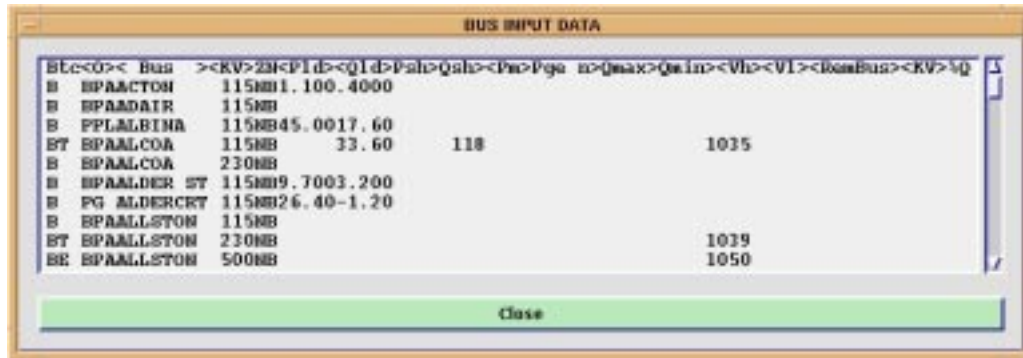 BUS INPUT DATA
Btc<O>< Bus ><KV>ZN<Pld><Qld>Psh>Qsh><Pm>Pge n>Qmax>Qmin><Vh><Vl><RemBus><KV>%Q
B BPAACTON 115NB1.100.4000
B BPAADAIR 115NB
B PPLALBINA 115NB45.0017.60
BT BPAALCOA 115NB 33.60 118 1035
B BPAALCOA 230NB
B BPAALDER ST 115NB9.7003.200
B PG ALDERCRT 115NB26.40-1.20
B BPAALLSTON 115NB
BT BPAALLSTON 230NB 1039
BE BPAALLSTON 500NB 1050
Close